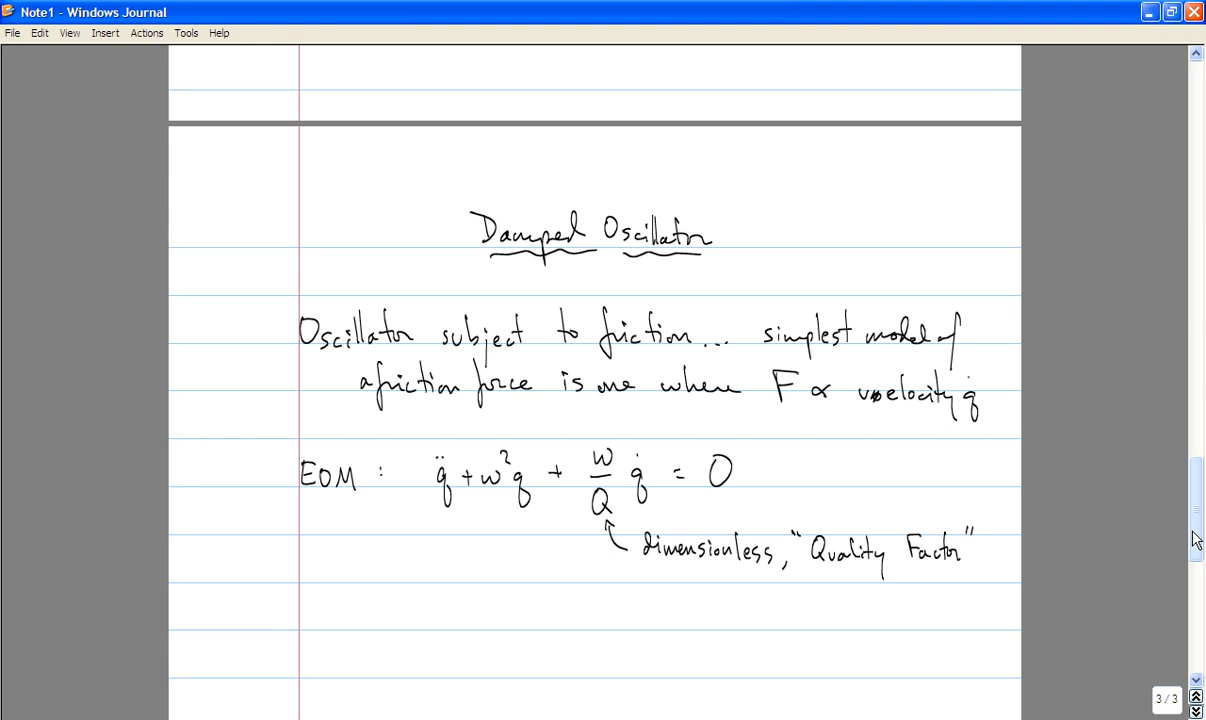 Note1 - Windows Journal
File Edit View Insert Actions Tools Help
Damped Oscillator
Oscillator subject to friction... simplest model of
a friction force is one where F ∝ velocity q̇
EOM : q̈ + ω²q + ω/Q q̇ = 0
dimensionless, "Quality Factor"
3 / 3